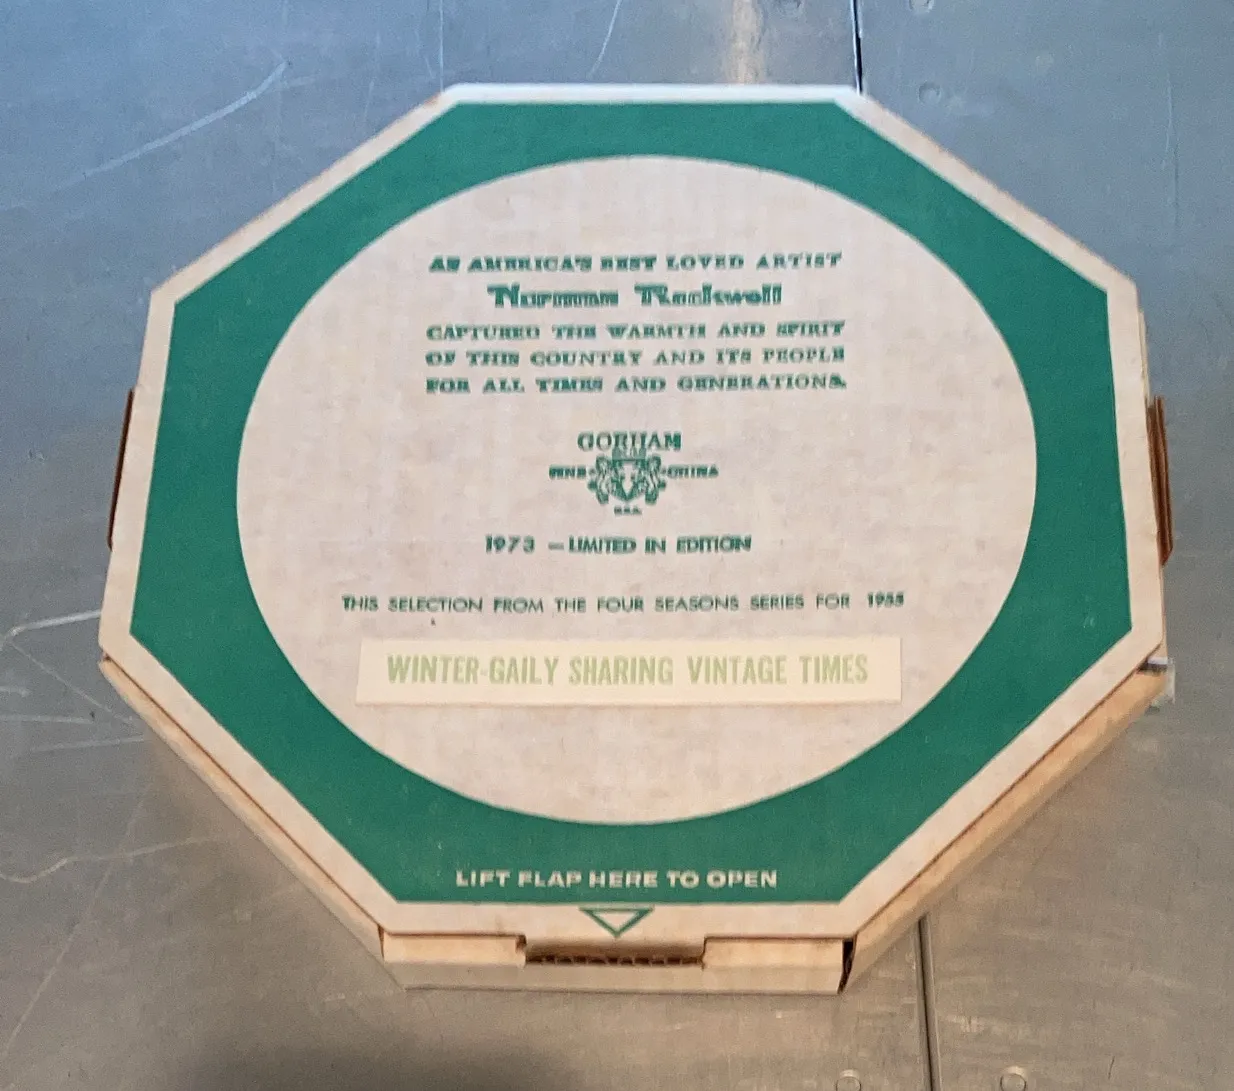 AS AMERICA'S BEST LOVED ARTIST
Norman Rockwell
CAPTURED THE WARMTH AND SPIRIT
OF THIS COUNTRY AND ITS PEOPLE
FOR ALL TIMES AND GENERATIONS.
GORHAM
FINE CHINA
U.S.A.
1973 — LIMITED IN EDITION
THIS SELECTION FROM THE FOUR SEASONS SERIES FOR 1955
WINTER-GAILY SHARING VINTAGE TIMES
LIFT FLAP HERE TO OPEN